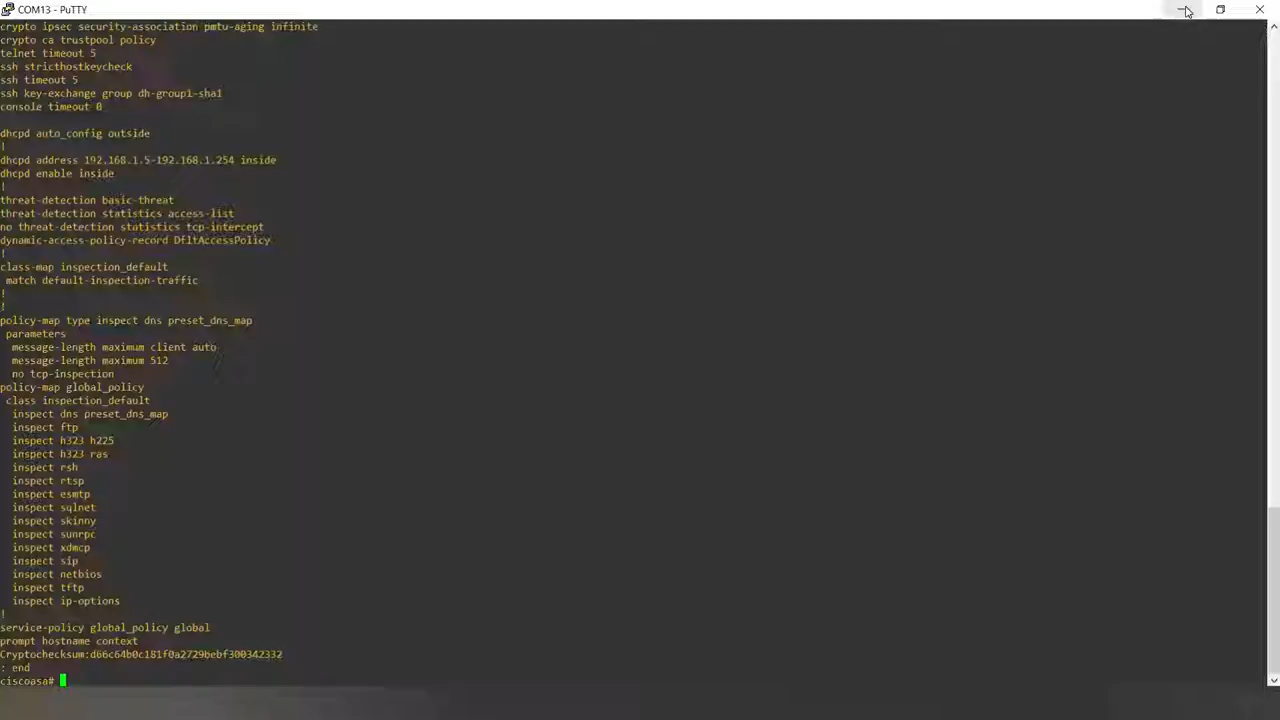 COM13 - PuTTY
crypto ipsec security-association pmtu-aging infinite
crypto ca trustpool policy
telnet timeout 5
ssh stricthostkeycheck
ssh timeout 5
ssh key-exchange group dh-group1-sha1
console timeout 0
dhcpd auto_config outside
!
dhcpd address 192.168.1.5-192.168.1.254 inside
dhcpd enable inside
!
threat-detection basic-threat
threat-detection statistics access-list
no threat-detection statistics tcp-intercept
dynamic-access-policy-record DfltAccessPolicy
!
class-map inspection_default
match default-inspection-traffic
!
!
policy-map type inspect dns preset_dns_map
parameters
message-length maximum client auto
message-length maximum 512
no tcp-inspection
policy-map global_policy
class inspection_default
inspect dns preset_dns_map
inspect ftp
inspect h323 h225
inspect h323 ras
inspect rsh
inspect rtsp
inspect esmtp
inspect sqlnet
inspect skinny
inspect sunrpc
inspect xdmcp
inspect sip
inspect netbios
inspect tftp
inspect ip-options
!
service-policy global_policy global
prompt hostname context
Cryptochecksum:d66c64b0c181f0a2729bebf300342332
: end
ciscoasa#